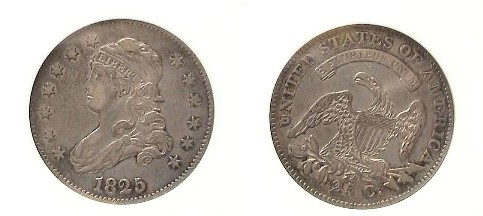 LIBERTY
1825
UNITED STATES OF AMERICA
E PLURIBUS UNUM
25 C.